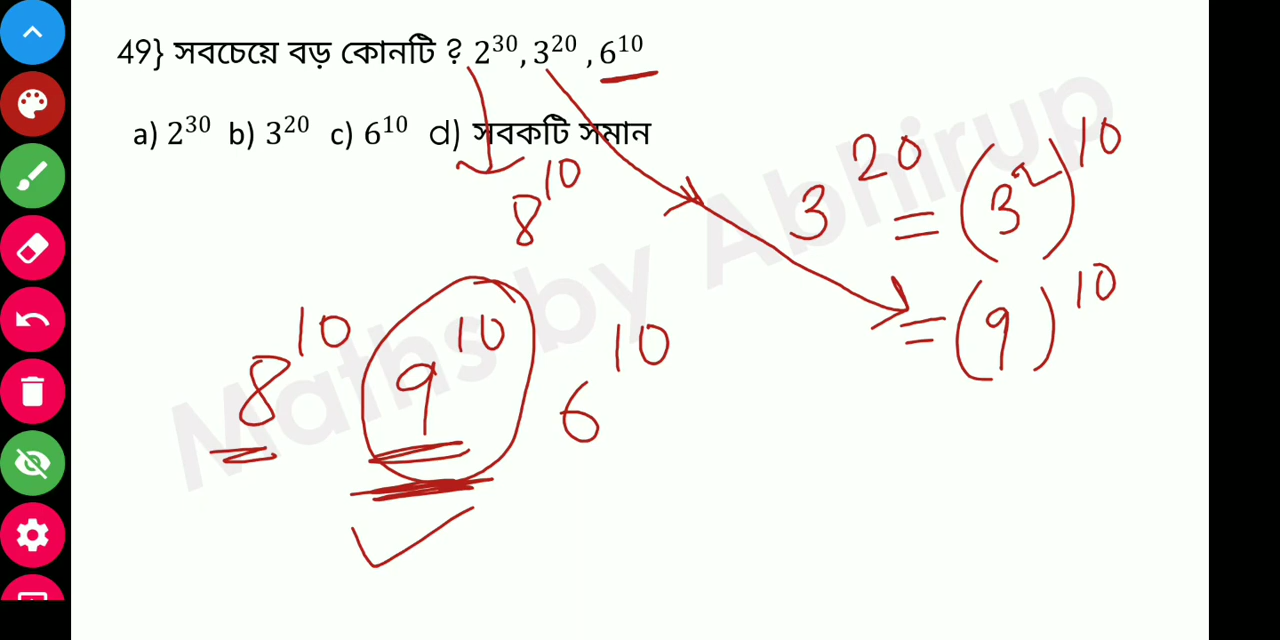 49} সবচেয়ে বড় কোনটি ? 2^30, 3^20 , 6^10
a) 2^30 b) 3^20 c) 6^10 d) সবকটি সমান
8^10
3^20 = (3^2)^10
= (9)^10
8^10 9^10 6^10
Maths by Abhirup